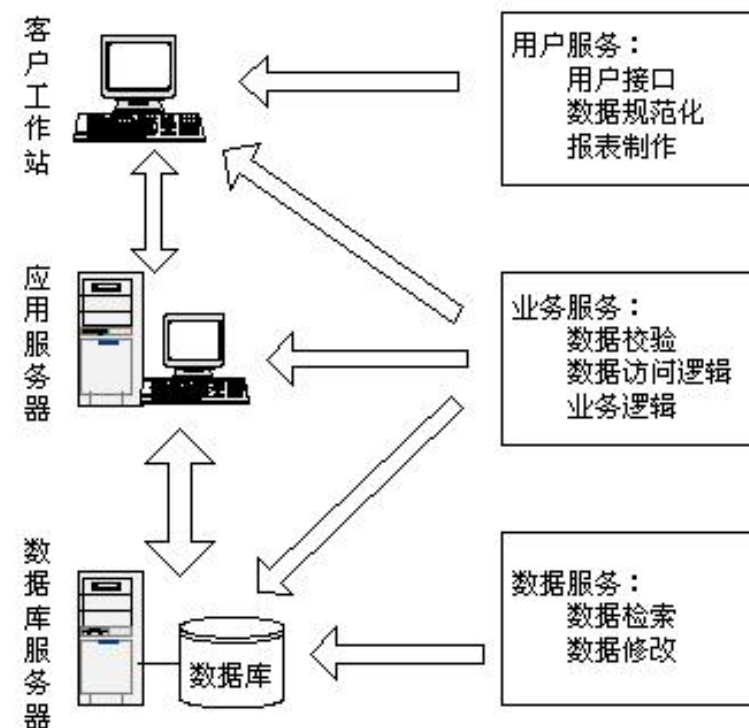 客户工作站
用户服务：
用户接口
数据规范化
报表制作
应用服务器
业务服务：
数据校验
数据访问逻辑
业务逻辑
数据库服务器
数据库
数据服务：
数据检索
数据修改